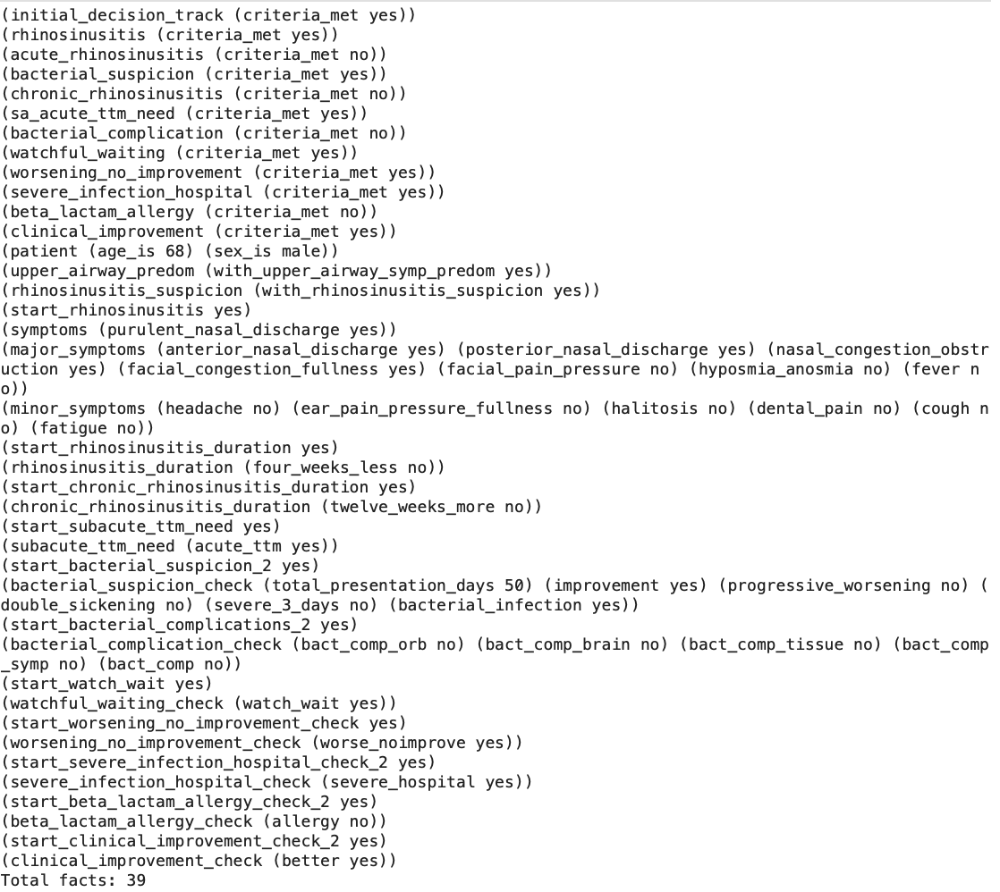 (initial_decision_track (criteria_met yes))
(rhinosinusitis (criteria_met yes))
(acute_rhinosinusitis (criteria_met no))
(bacterial_suspicion (criteria_met yes))
(chronic_rhinosinusitis (criteria_met no))
(sa_acute_ttm_need (criteria_met yes))
(bacterial_complication (criteria_met no))
(watchful_waiting (criteria_met yes))
(worsening_no_improvement (criteria_met yes))
(severe_infection_hospital (criteria_met yes))
(beta_lactam_allergy (criteria_met no))
(clinical_improvement (criteria_met yes))
(patient (age_is 68) (sex_is male))
(upper_airway_predom (with_upper_airway_symp_predom yes))
(rhinosinusitis_suspicion (with_rhinosinusitis_suspicion yes))
(start_rhinosinusitis yes)
(symptoms (purulent_nasal_discharge yes))
(major_symptoms (anterior_nasal_discharge yes) (posterior_nasal_discharge yes) (nasal_congestion_obstr
uction yes) (facial_congestion_fullness yes) (facial_pain_pressure no) (hyposmia_anosmia no) (fever n
o))
(minor_symptoms (headache no) (ear_pain_pressure_fullness no) (halitosis no) (dental_pain no) (cough n
o) (fatigue no))
(start_rhinosinusitis_duration yes)
(rhinosinusitis_duration (four_weeks_less no))
(start_chronic_rhinosinusitis_duration yes)
(chronic_rhinosinusitis_duration (twelve_weeks_more no))
(start_subacute_ttm_need yes)
(subacute_ttm_need (acute_ttm yes))
(start_bacterial_suspicion_2 yes)
(bacterial_suspicion_check (total_presentation_days 50) (improvement yes) (progressive_worsening no) (
double_sickening no) (severe_3_days no) (bacterial_infection yes))
(start_bacterial_complications_2 yes)
(bacterial_complication_check (bact_comp_orb no) (bact_comp_brain no) (bact_comp_tissue no) (bact_comp
_symp no) (bact_comp no))
(start_watch_wait yes)
(watchful_waiting_check (watch_wait yes))
(start_worsening_no_improvement_check yes)
(worsening_no_improvement_check (worse_noimprove yes))
(start_severe_infection_hospital_check_2 yes)
(severe_infection_hospital_check (severe_hospital yes))
(start_beta_lactam_allergy_check_2 yes)
(beta_lactam_allergy_check (allergy no))
(start_clinical_improvement_check_2 yes)
(clinical_improvement_check (better yes))
Total facts: 39